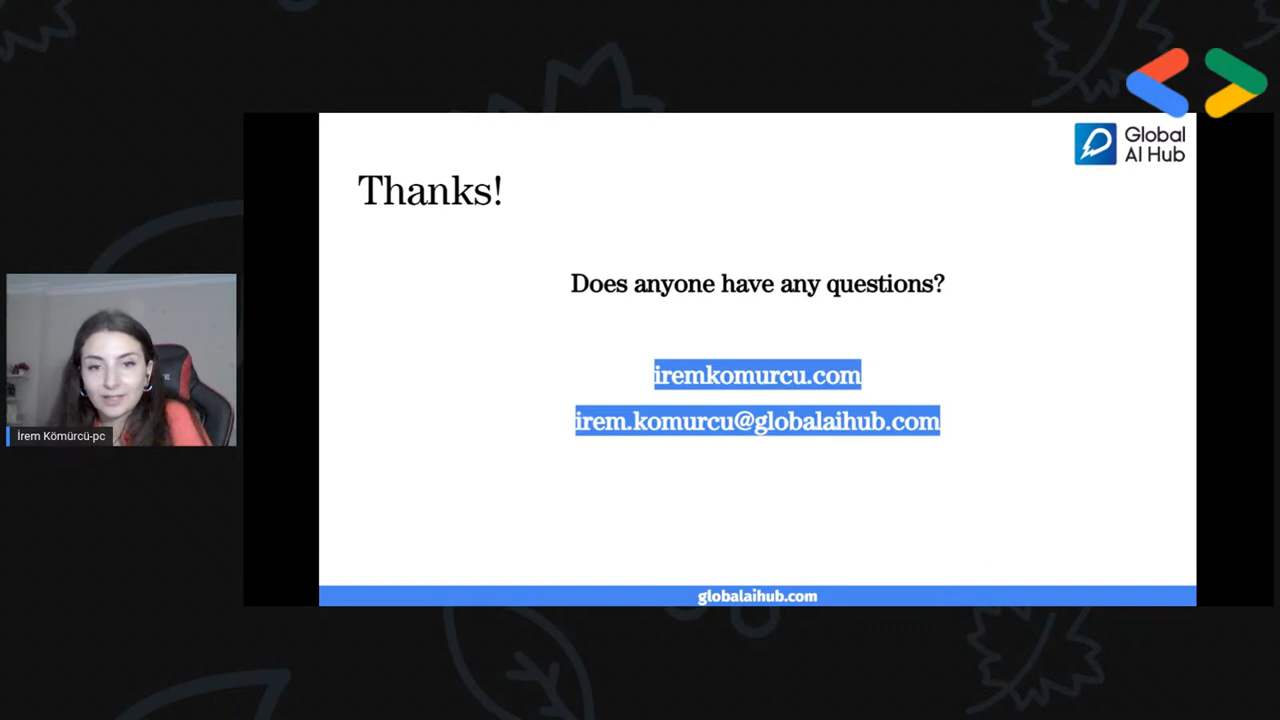 Global
AI Hub
Thanks!
Does anyone have any questions?
iremkomurcu.com
irem.komurcu@globalaihub.com
İrem Kömürcü-pc
globalaihub.com